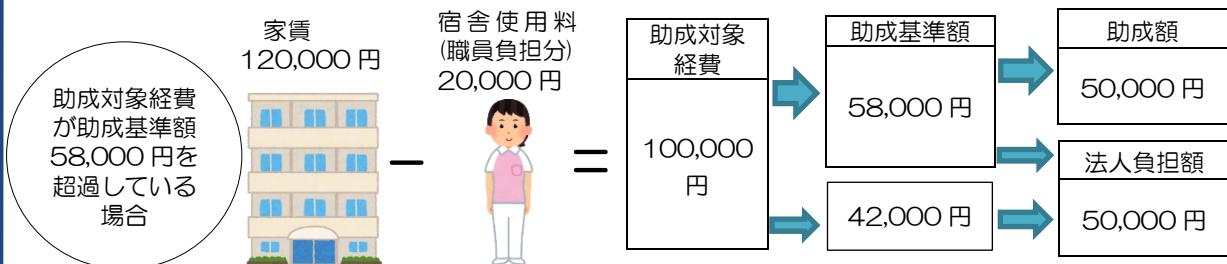 助成対象経費
が助成基準額
58,000 円を
超過している
場合
家賃
120,000 円
－
宿舎使用料
(職員負担分)
20,000 円
＝
助成対象
経費
100,000
円
助成基準額
58,000 円
42,000 円
助成額
50,000 円
法人負担額
50,000 円